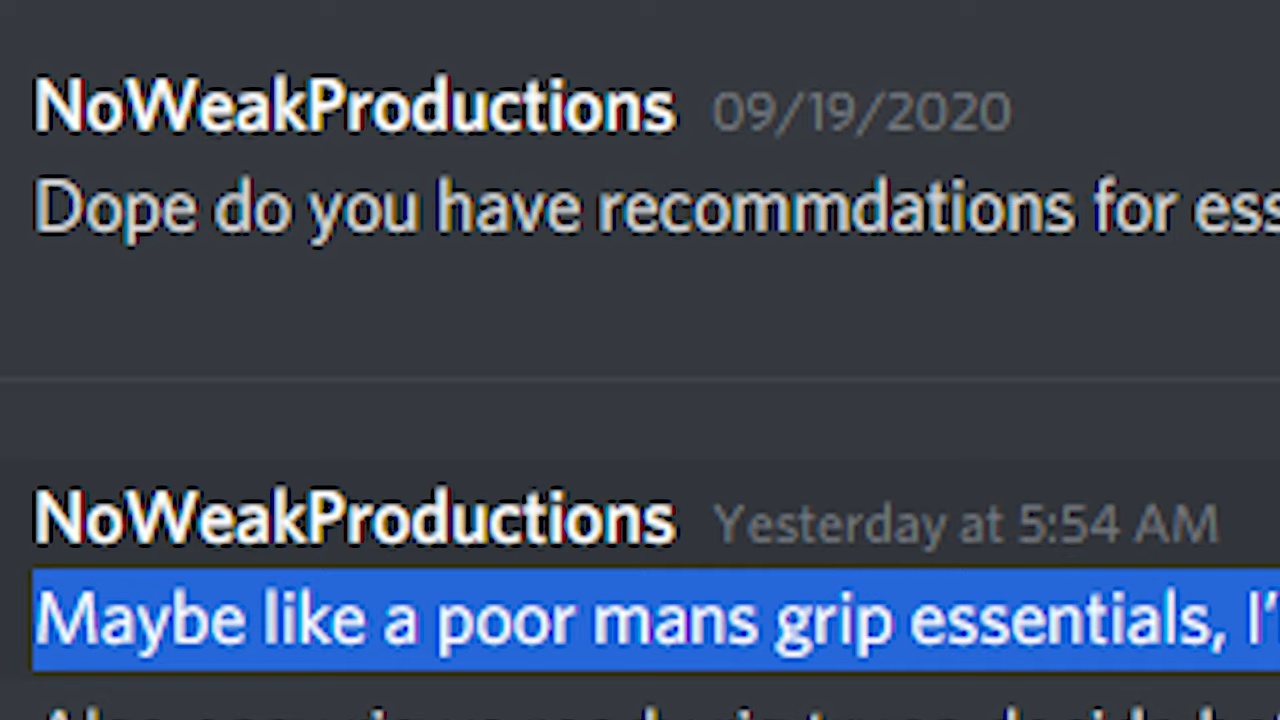 NoWeakProductions 09/19/2020
Dope do you have recommdations for ess
NoWeakProductions Yesterday at 5:54 AM
Maybe like a poor mans grip essentials, I'